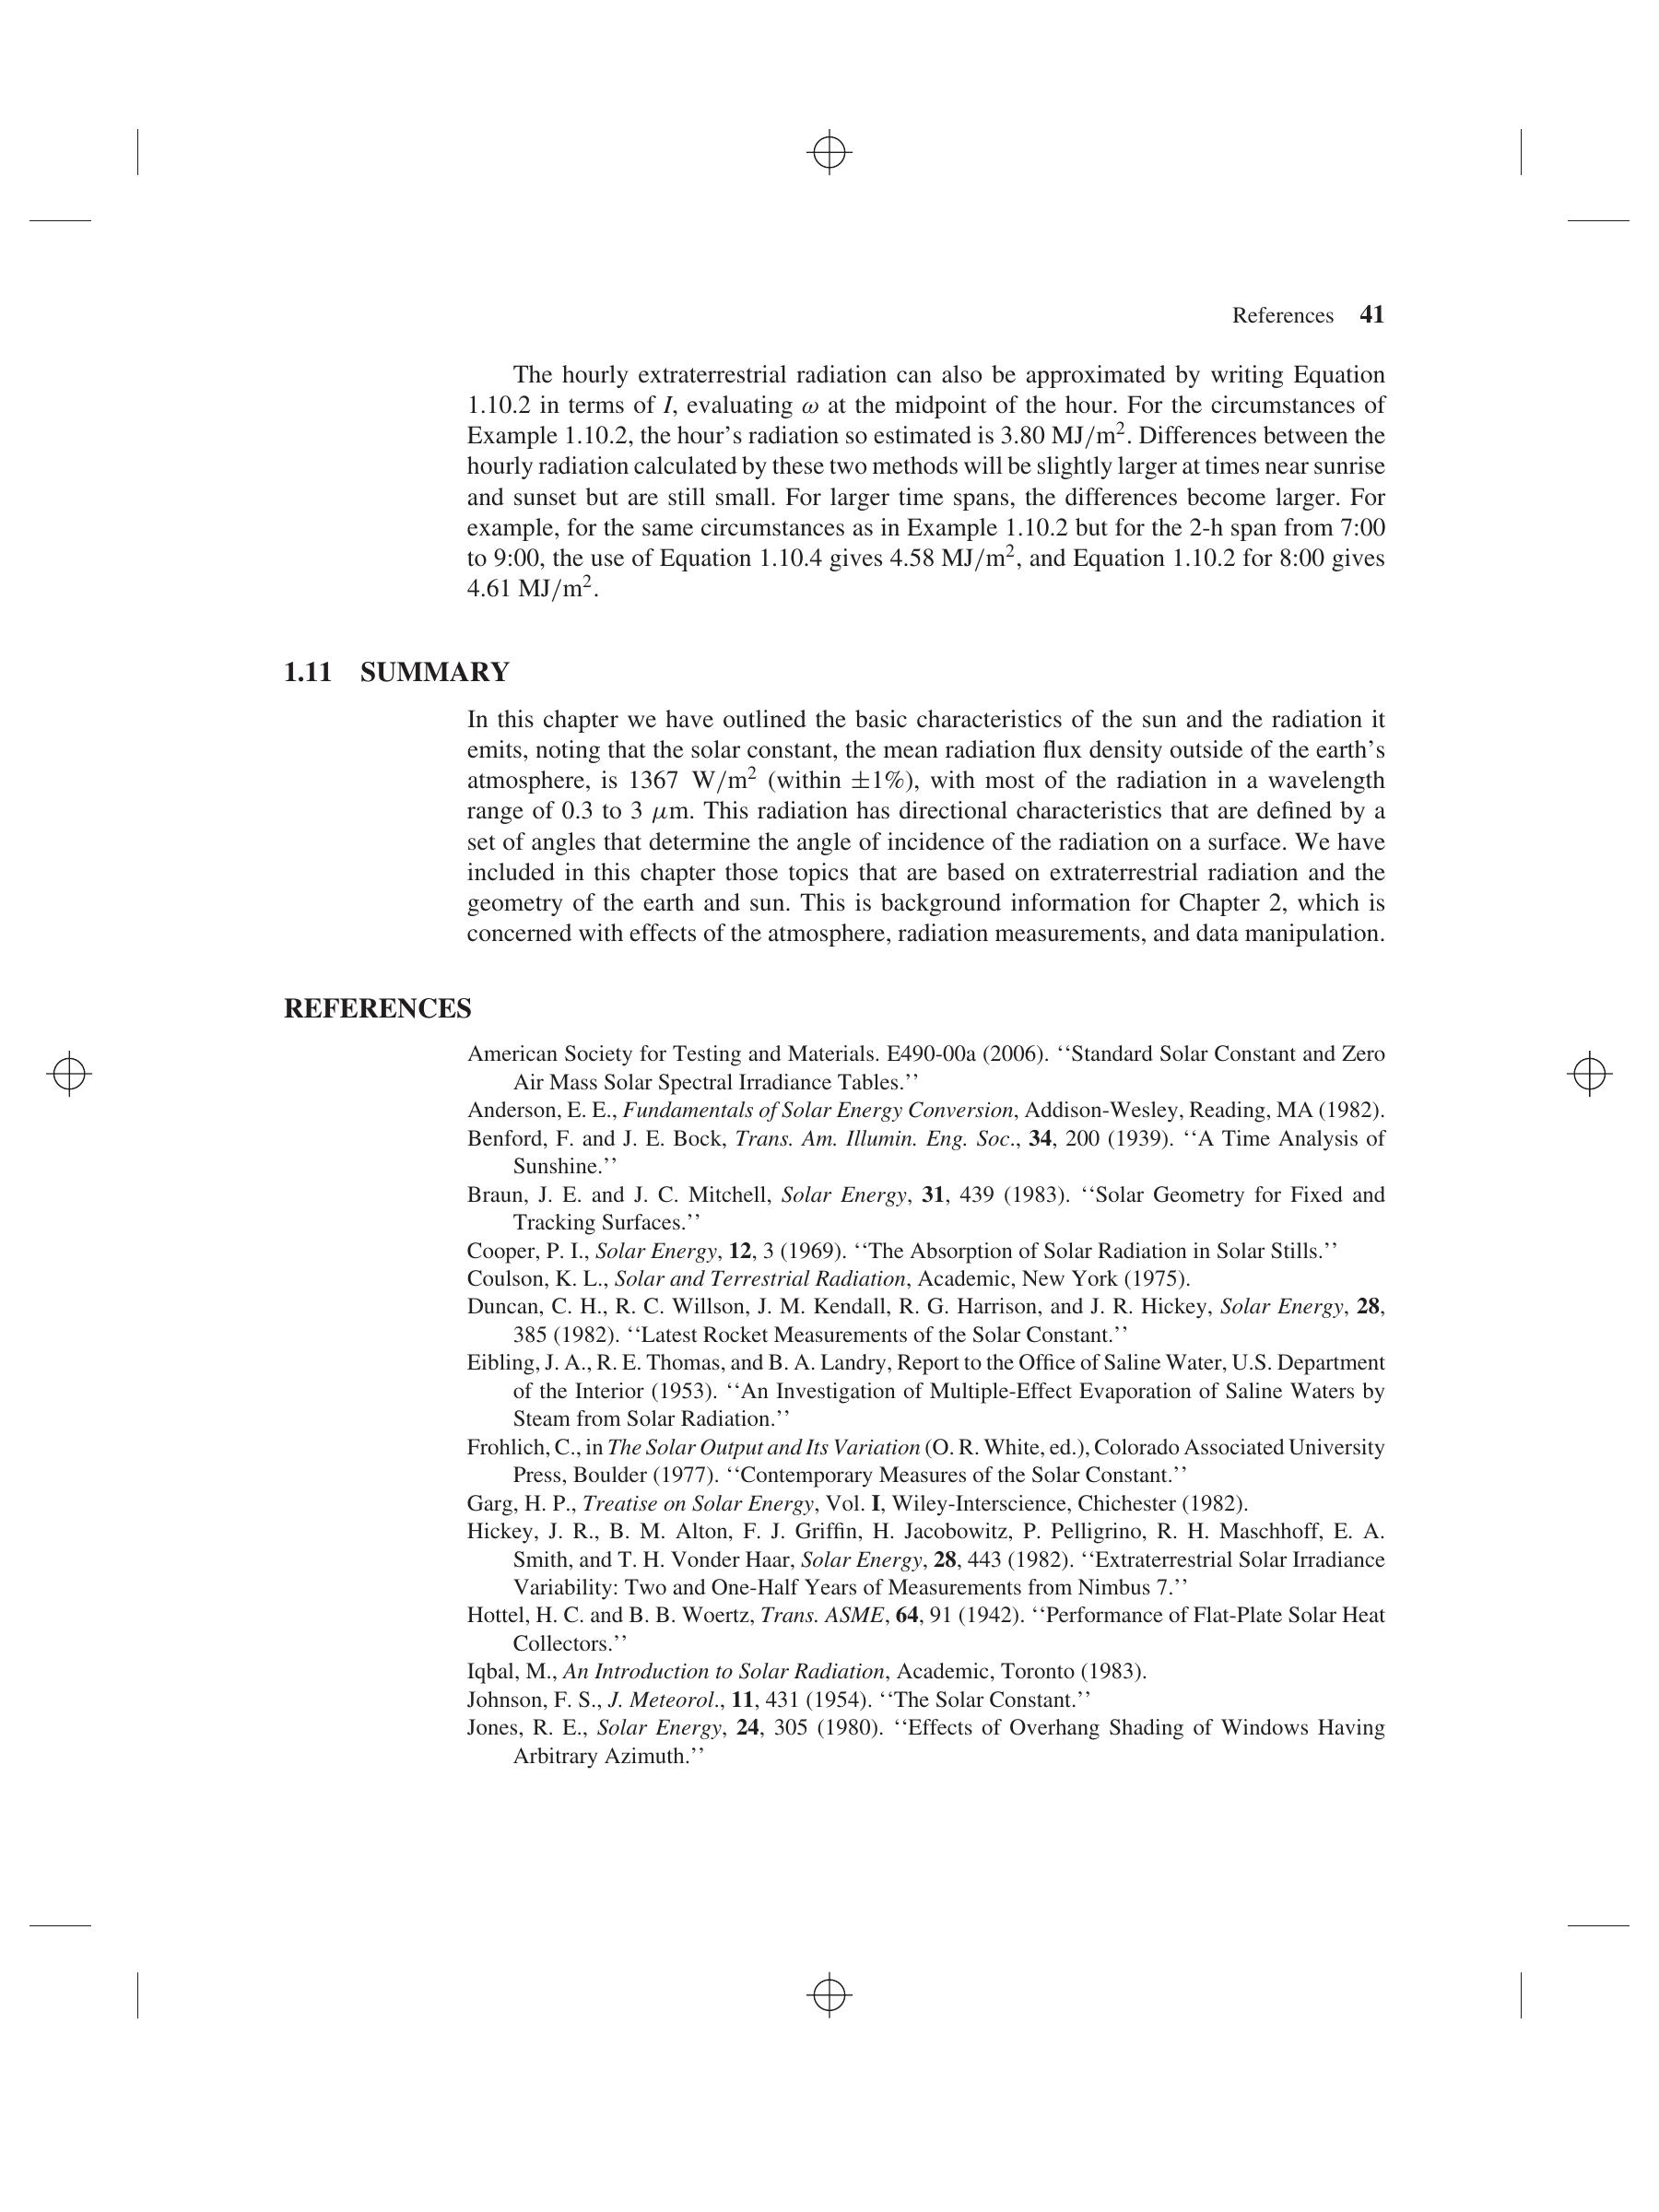 References 41
The hourly extraterrestrial radiation can also be approximated by writing Equation
1.10.2 in terms of I, evaluating ω at the midpoint of the hour. For the circumstances of
Example 1.10.2, the hour’s radiation so estimated is 3.80 MJ/m². Differences between the
hourly radiation calculated by these two methods will be slightly larger at times near sunrise
and sunset but are still small. For larger time spans, the differences become larger. For
example, for the same circumstances as in Example 1.10.2 but for the 2-h span from 7:00
to 9:00, the use of Equation 1.10.4 gives 4.58 MJ/m², and Equation 1.10.2 for 8:00 gives
4.61 MJ/m².
1.11 SUMMARY
In this chapter we have outlined the basic characteristics of the sun and the radiation it
emits, noting that the solar constant, the mean radiation flux density outside of the earth’s
atmosphere, is 1367 W/m² (within ±1%), with most of the radiation in a wavelength
range of 0.3 to 3 μm. This radiation has directional characteristics that are defined by a
set of angles that determine the angle of incidence of the radiation on a surface. We have
included in this chapter those topics that are based on extraterrestrial radiation and the
geometry of the earth and sun. This is background information for Chapter 2, which is
concerned with effects of the atmosphere, radiation measurements, and data manipulation.
REFERENCES
American Society for Testing and Materials. E490-00a (2006). ‘‘Standard Solar Constant and Zero
Air Mass Solar Spectral Irradiance Tables.’’
Anderson, E. E., Fundamentals of Solar Energy Conversion, Addison-Wesley, Reading, MA (1982).
Benford, F. and J. E. Bock, Trans. Am. Illumin. Eng. Soc., 34, 200 (1939). ‘‘A Time Analysis of
Sunshine.’’
Braun, J. E. and J. C. Mitchell, Solar Energy, 31, 439 (1983). ‘‘Solar Geometry for Fixed and
Tracking Surfaces.’’
Cooper, P. I., Solar Energy, 12, 3 (1969). ‘‘The Absorption of Solar Radiation in Solar Stills.’’
Coulson, K. L., Solar and Terrestrial Radiation, Academic, New York (1975).
Duncan, C. H., R. C. Willson, J. M. Kendall, R. G. Harrison, and J. R. Hickey, Solar Energy, 28,
385 (1982). ‘‘Latest Rocket Measurements of the Solar Constant.’’
Eibling, J. A., R. E. Thomas, and B. A. Landry, Report to the Office of Saline Water, U.S. Department
of the Interior (1953). ‘‘An Investigation of Multiple-Effect Evaporation of Saline Waters by
Steam from Solar Radiation.’’
Frohlich, C., in The Solar Output and Its Variation (O. R. White, ed.), Colorado Associated University
Press, Boulder (1977). ‘‘Contemporary Measures of the Solar Constant.’’
Garg, H. P., Treatise on Solar Energy, Vol. I, Wiley-Interscience, Chichester (1982).
Hickey, J. R., B. M. Alton, F. J. Griffin, H. Jacobowitz, P. Pelligrino, R. H. Maschhoff, E. A.
Smith, and T. H. Vonder Haar, Solar Energy, 28, 443 (1982). ‘‘Extraterrestrial Solar Irradiance
Variability: Two and One-Half Years of Measurements from Nimbus 7.’’
Hottel, H. C. and B. B. Woertz, Trans. ASME, 64, 91 (1942). ‘‘Performance of Flat-Plate Solar Heat
Collectors.’’
Iqbal, M., An Introduction to Solar Radiation, Academic, Toronto (1983).
Johnson, F. S., J. Meteorol., 11, 431 (1954). ‘‘The Solar Constant.’’
Jones, R. E., Solar Energy, 24, 305 (1980). ‘‘Effects of Overhang Shading of Windows Having
Arbitrary Azimuth.’’